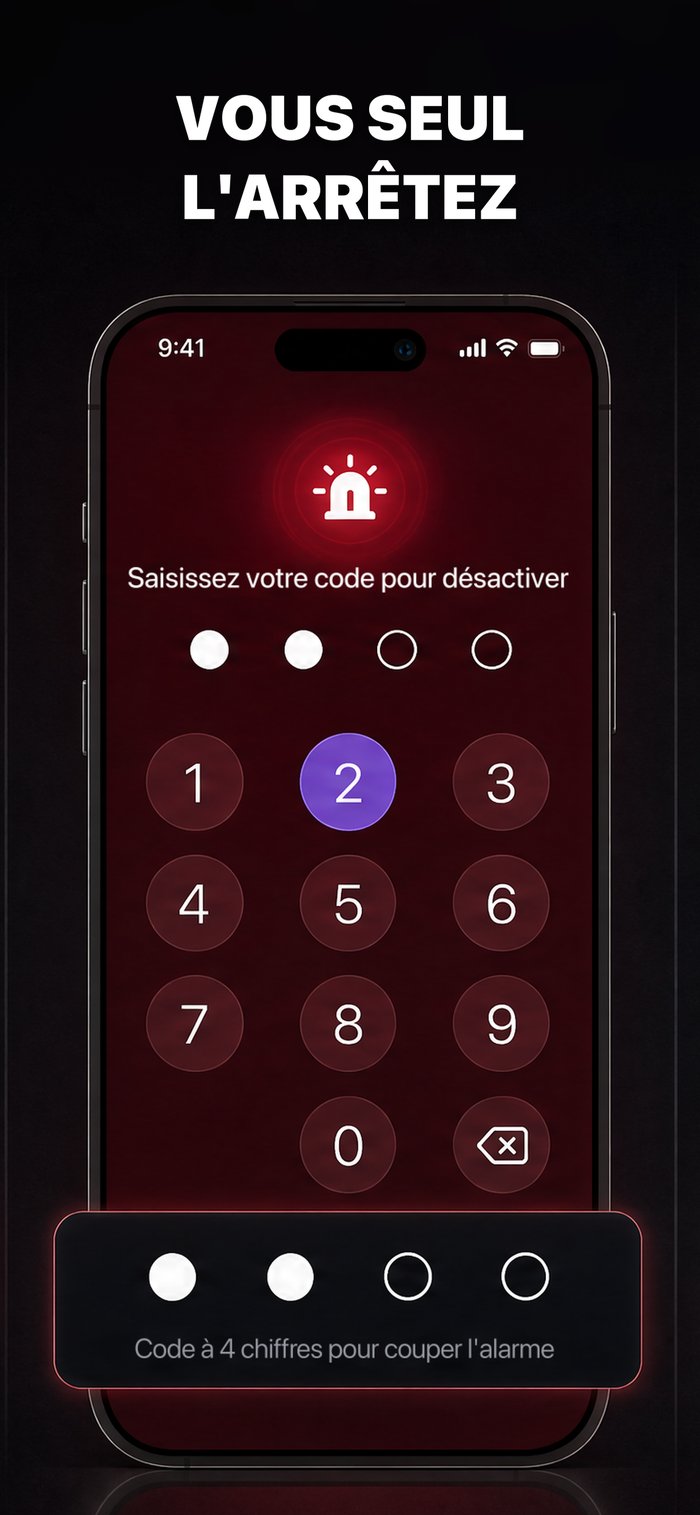 VOUS SEUL
L'ARRÊTEZ
9:41
Saisissez votre code pour désactiver
1 2 3
4 5 6
7 8 9
0
Code à 4 chiffres pour couper l'alarme